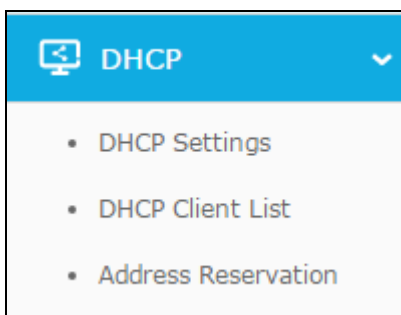 DHCP
DHCP Settings
DHCP Client List
Address Reservation